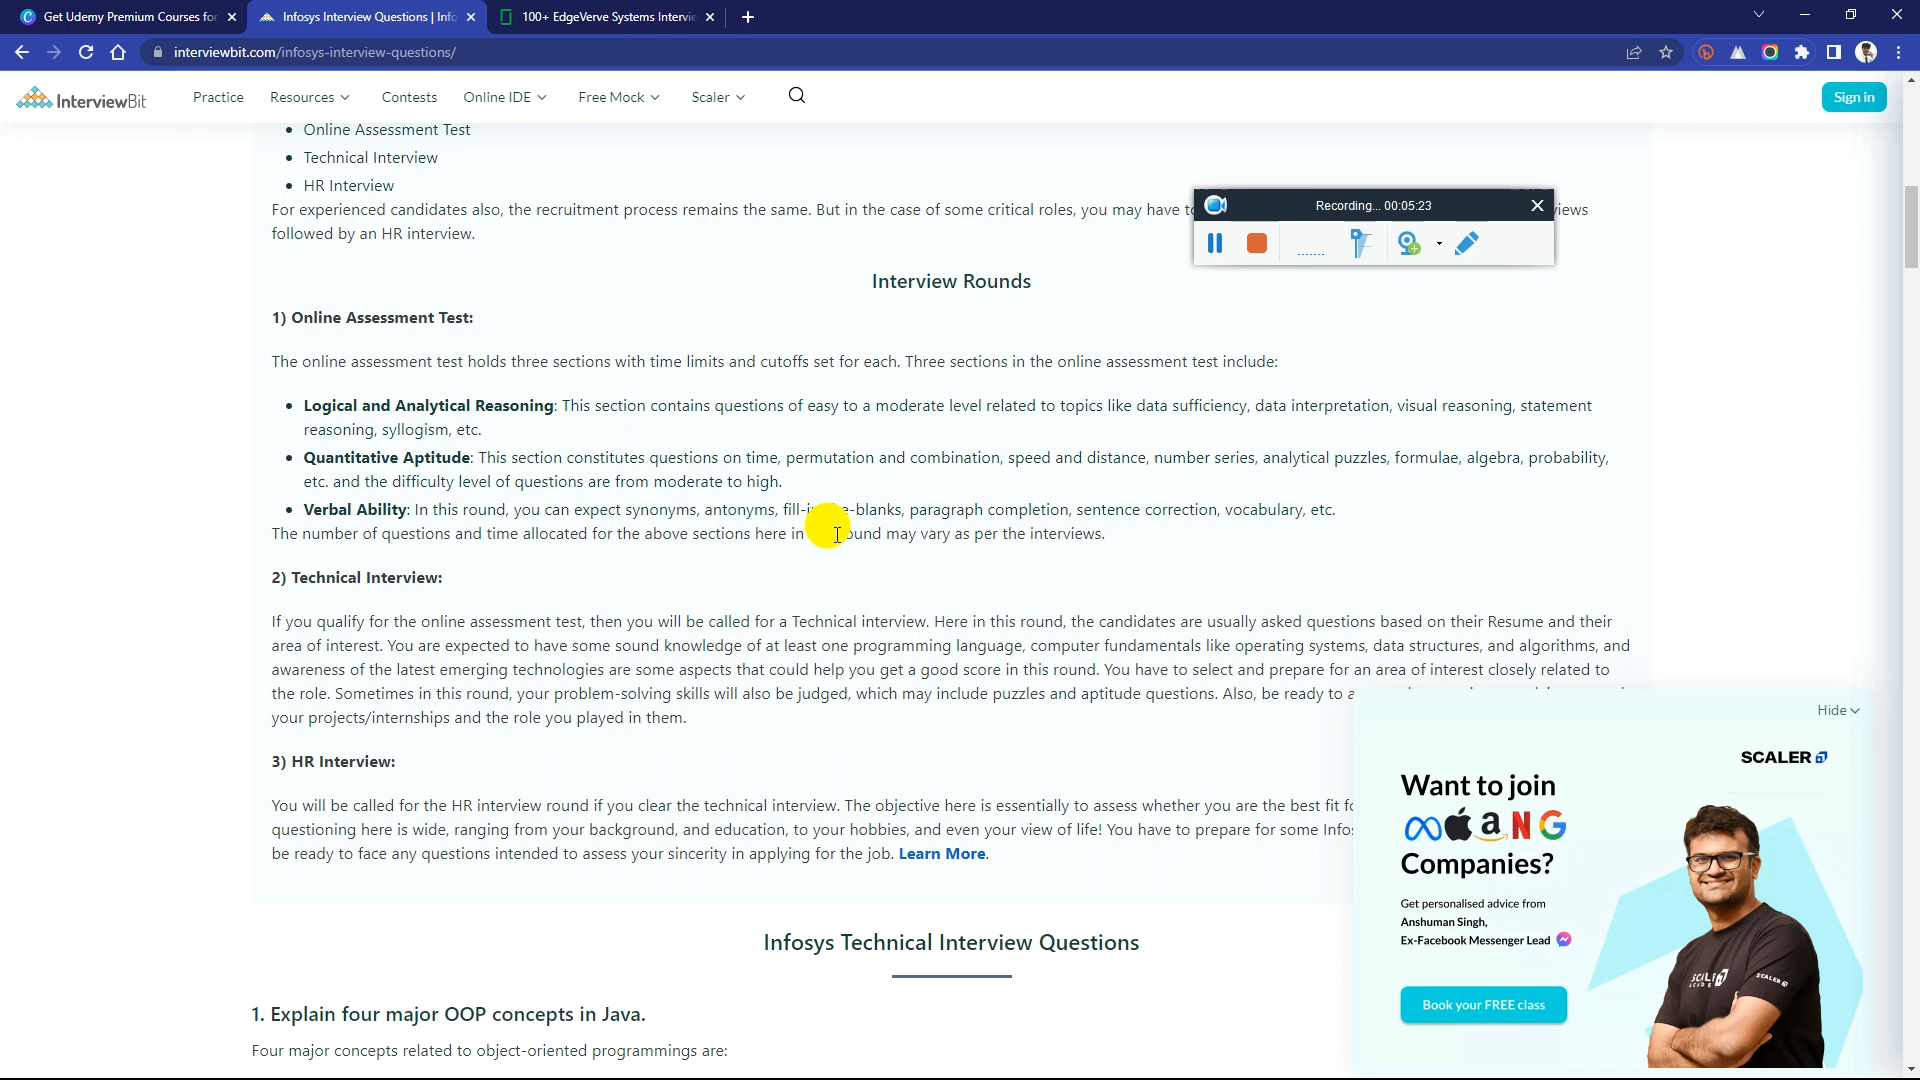 Get Udemy Premium Courses for
Infosys Interview Questions | Info
100+ EdgeVerve Systems Intervie
interviewbit.com/infosys-interview-questions/
InterviewBit
Practice
Resources
Contests
Online IDE
Free Mock
Scaler
Sign in
• Online Assessment Test
• Technical Interview
• HR Interview
For experienced candidates also, the recruitment process remains the same. But in the case of some critical roles, you may have
followed by an HR interview.
Recording... 00:05:23
Interview Rounds
1) Online Assessment Test:
The online assessment test holds three sections with time limits and cutoffs set for each. Three sections in the online assessment test include:
• Logical and Analytical Reasoning: This section contains questions of easy to a moderate level related to topics like data sufficiency, data interpretation, visual reasoning, statement
reasoning, syllogism, etc.
• Quantitative Aptitude: This section constitutes questions on time, permutation and combination, speed and distance, number series, analytical puzzles, formulae, algebra, probability,
etc. and the difficulty level of questions are from moderate to high.
• Verbal Ability: In this round, you can expect synonyms, antonyms, fill-in-the-blanks, paragraph completion, sentence correction, vocabulary, etc.
The number of questions and time allocated for the above sections here in may vary as per the interviews.
2) Technical Interview:
If you qualify for the online assessment test, then you will be called for a Technical interview. Here in this round, the candidates are usually asked questions based on their Resume and their
area of interest. You are expected to have some sound knowledge of at least one programming language, computer fundamentals like operating systems, data structures, and algorithms, and
awareness of the latest emerging technologies are some aspects that could help you get a good score in this round. You have to select and prepare for an area of interest closely related to
the role. Sometimes in this round, your problem-solving skills will also be judged, which may include puzzles and aptitude questions. Also, be ready to
your projects/internships and the role you played in them.
3) HR Interview:
You will be called for the HR interview round if you clear the technical interview. The objective here is essentially to assess whether you are the best fit
questioning here is wide, ranging from your background, and education, to your hobbies, and even your view of life! You have to prepare for some
be ready to face any questions intended to assess your sincerity in applying for the job. Learn More.
Hide
SCALER
Want to join
Companies?
Get personalised advice from
Anshuman Singh,
Ex-Facebook Messenger Lead
Book your FREE class
Infosys Technical Interview Questions
1. Explain four major OOP concepts in Java.
Four major concepts related to object-oriented programmings are: